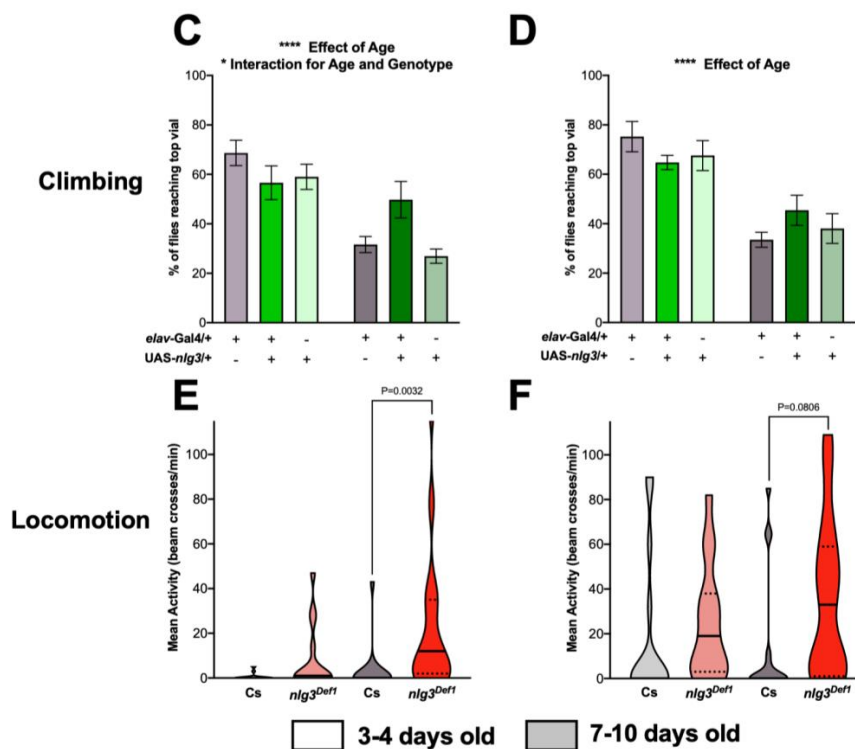 C
**** Effect of Age
* Interaction for Age and Genotype
% of flies reaching top vial
100
80
60
40
20
0
elav-Gal4/+ + + - + + -
UAS-nlg3/+ - + + - + +
D
**** Effect of Age
% of flies reaching top vial
100
80
60
40
20
0
elav-Gal4/+ + + - + + -
UAS-nlg3/+ - + + - + +
Climbing
E
P=0.0032
Mean Activity (beam crosses/min)
100
80
60
40
20
0
Cs nlg3Def1 Cs nlg3Def1
F
P=0.0806
Mean Activity (beam crosses/min)
100
80
60
40
20
0
Cs nlg3Def1 Cs nlg3Def1
Locomotion
3-4 days old 7-10 days old